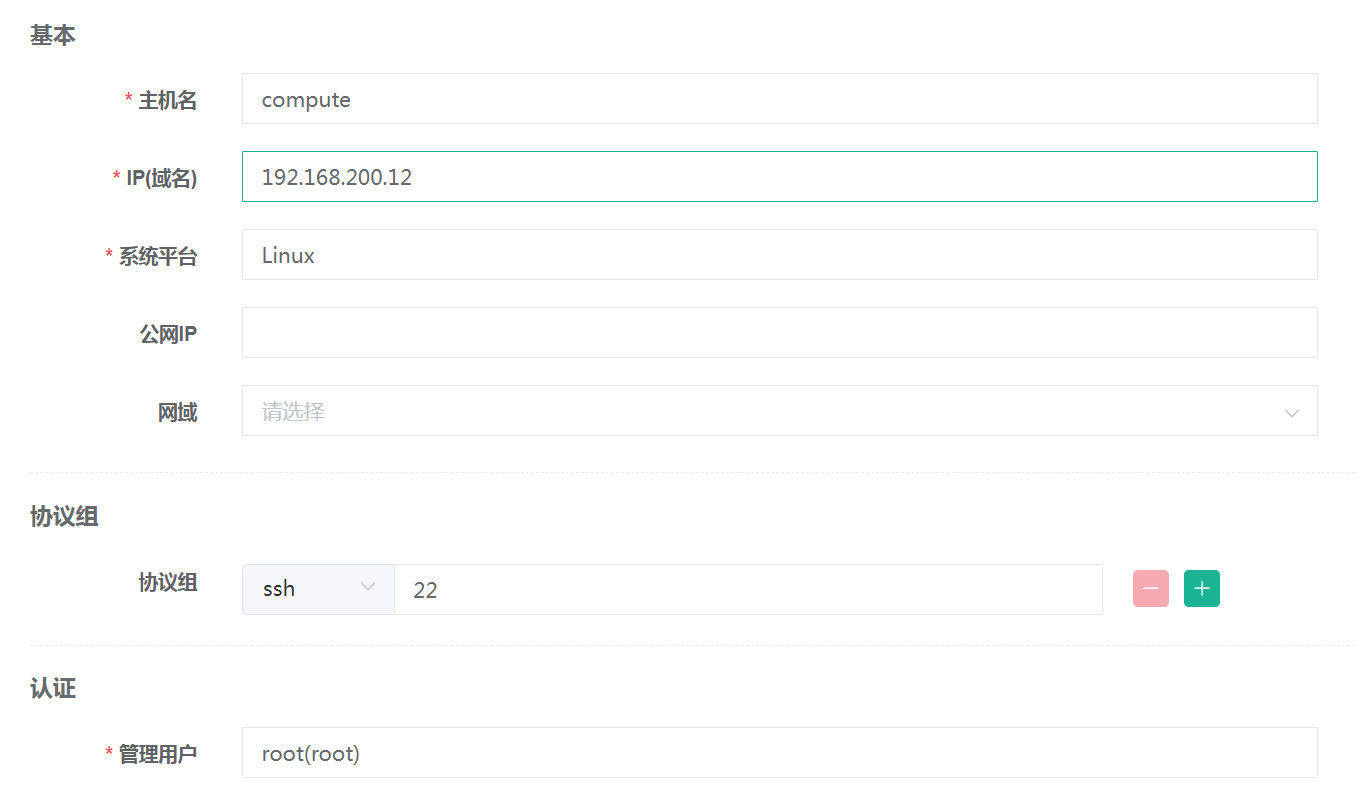 基本
* 主机名 compute
* IP(域名) 192.168.200.12
* 系统平台 Linux
公网IP
网域 请选择
协议组
协议组 ssh 22
认证
* 管理用户 root(root)